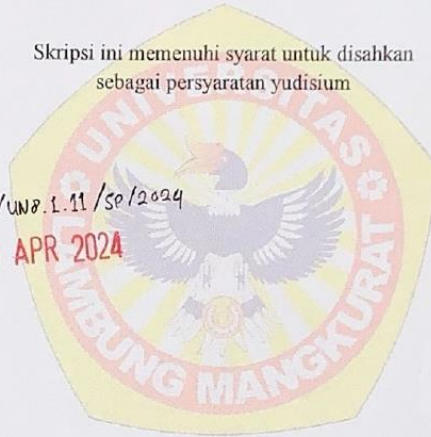 Skripsi ini memenuhi syarat untuk disahkan
sebagai persyaratan yudisium
/UN8.1.11/SP/2024
APR 2024
UNIVERSITAS
LAMBUNG MANGKURAT